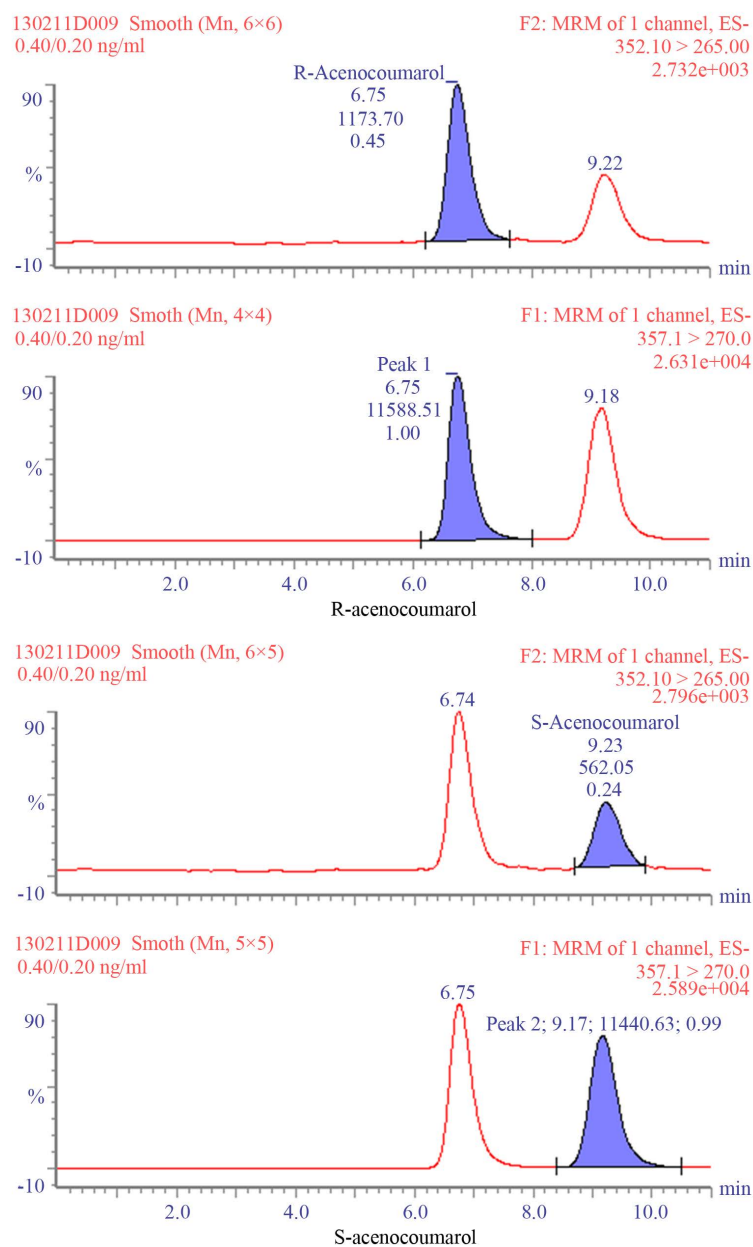 130211D009 Smooth (Mn, 6×6)
F2: MRM of 1 channel, ES-
0.40/0.20 ng/ml
352.10 > 265.00
2.732e+003
R-Acenocoumarol
6.75
1173.70
0.45
90
%
-10
9.22
min
130211D009 Smoth (Mn, 4×4)
F1: MRM of 1 channel, ES-
0.40/0.20 ng/ml
357.1 > 270.0
2.631e+004
Peak 1
6.75
11588.51
1.00
90
%
-10
9.18
min
2.0 4.0 6.0 8.0 10.0
R-acenocoumarol
130211D009 Smooth (Mn, 6×5)
F2: MRM of 1 channel, ES-
0.40/0.20 ng/ml
352.10 > 265.00
2.796e+003
6.74
S-Acenocoumarol
9.23
562.05
0.24
90
%
-10
min
130211D009 Smoth (Mn, 5×5)
F1: MRM of 1 channel, ES-
0.40/0.20 ng/ml
357.1 > 270.0
2.589e+004
6.75
Peak 2; 9.17; 11440.63; 0.99
90
%
-10
min
2.0 4.0 6.0 8.0 10.0
S-acenocoumarol